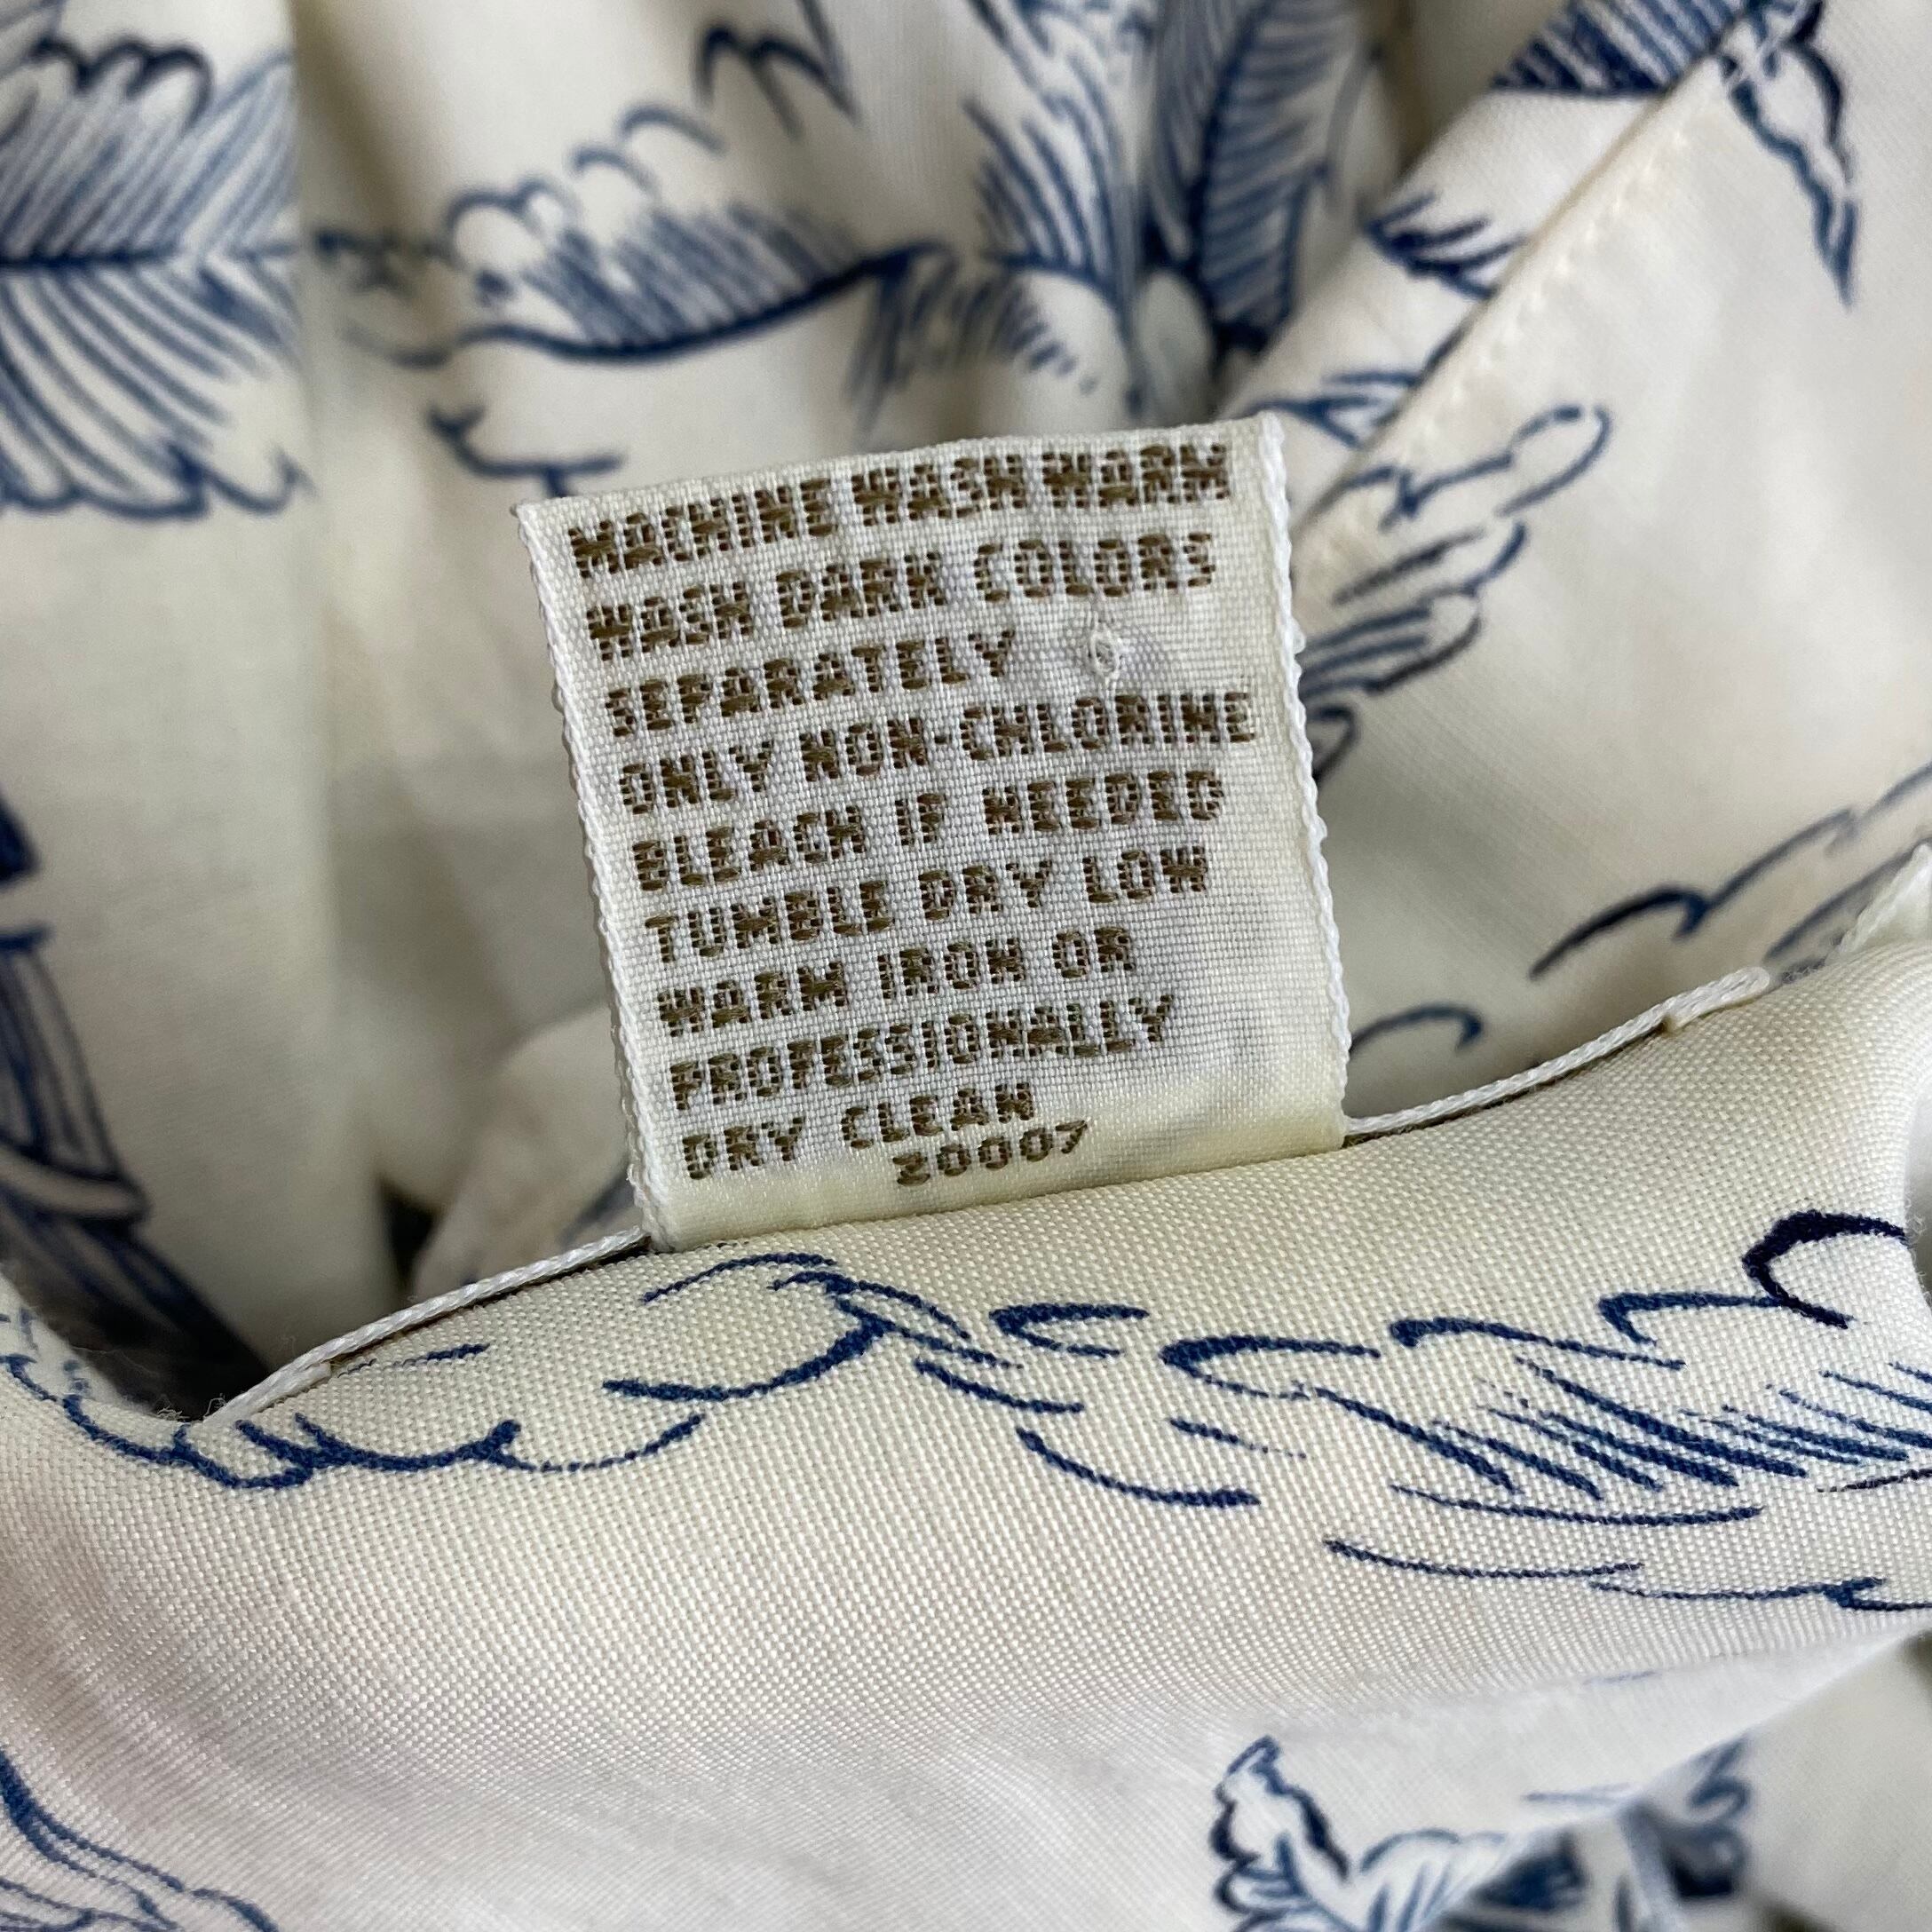 MACHINE WASH WARM
WASH DARK COLORS
SEPARATELY
ONLY NON-CHLORINE
BLEACH IF NEEDED
TUMBLE DRY LOW
WARM IRON OR
PROFESSIONALLY
DRY CLEAN
20007